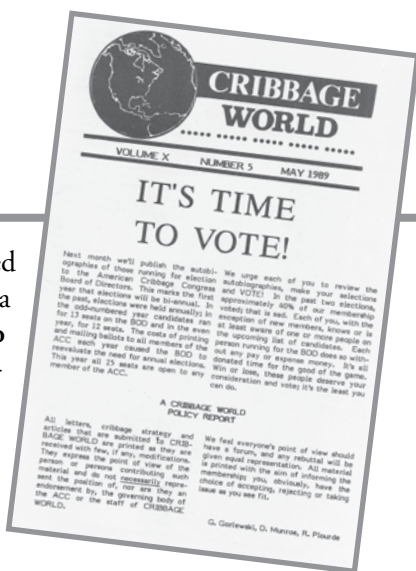 CRIBBAGE
WORLD
VOLUME X NUMBER 5 MAY 1989
IT'S TIME
TO VOTE!
Next month we'll publish the autobi-
ographies of those running for election
to the American Cribbage Congress
Board of Directors. This marks the first
year that elections will be bi-annual. In
the past, elections were held annually; in
the odd-numbered year candidates ran
for 13 seats on the BOD and in the even
year, for 12 seats. The costs of printing
and mailing ballots to all members of the
ACC each year caused the BOD to
reevaluate the need for annual elections.
This year all 25 seats are open to any
member of the ACC.
We urge each of you to review the
autobiographies, make your selections
and VOTE! In the past two elections,
approximately 60% of our membership
voted; that is sad. Each of you, with the
exception of new members, knows or is
at least aware of one or more people on
the upcoming list of candidates. Each
person running for the BOD does so with-
out any pay or expense money. It's all
donated time for the good of the game.
Win or lose, these people deserve your
consideration and vote; it's the least you
can do.
A CRIBBAGE WORLD
POLICY REPORT
All letters, cribbage strategy and
articles that are submitted to CRIB-
BAGE WORLD are printed as they are
received with few, if any, modifications.
They express the point of view of the
person or persons contributing such
material and do not necessarily repre-
sent the position of, nor are they an
endorsement by, the governing body of
the ACC or the staff of CRIBBAGE
WORLD.
We feel everyone's point of view should
have a forum, and any rebuttal will be
given equal representation. All material
is printed with the aim of informing the
membership; you, obviously, have the
choice of accepting, rejecting or taking
issue as you see fit.
G. Gorlewski, D. Munroe, R. Plourde
ed
a